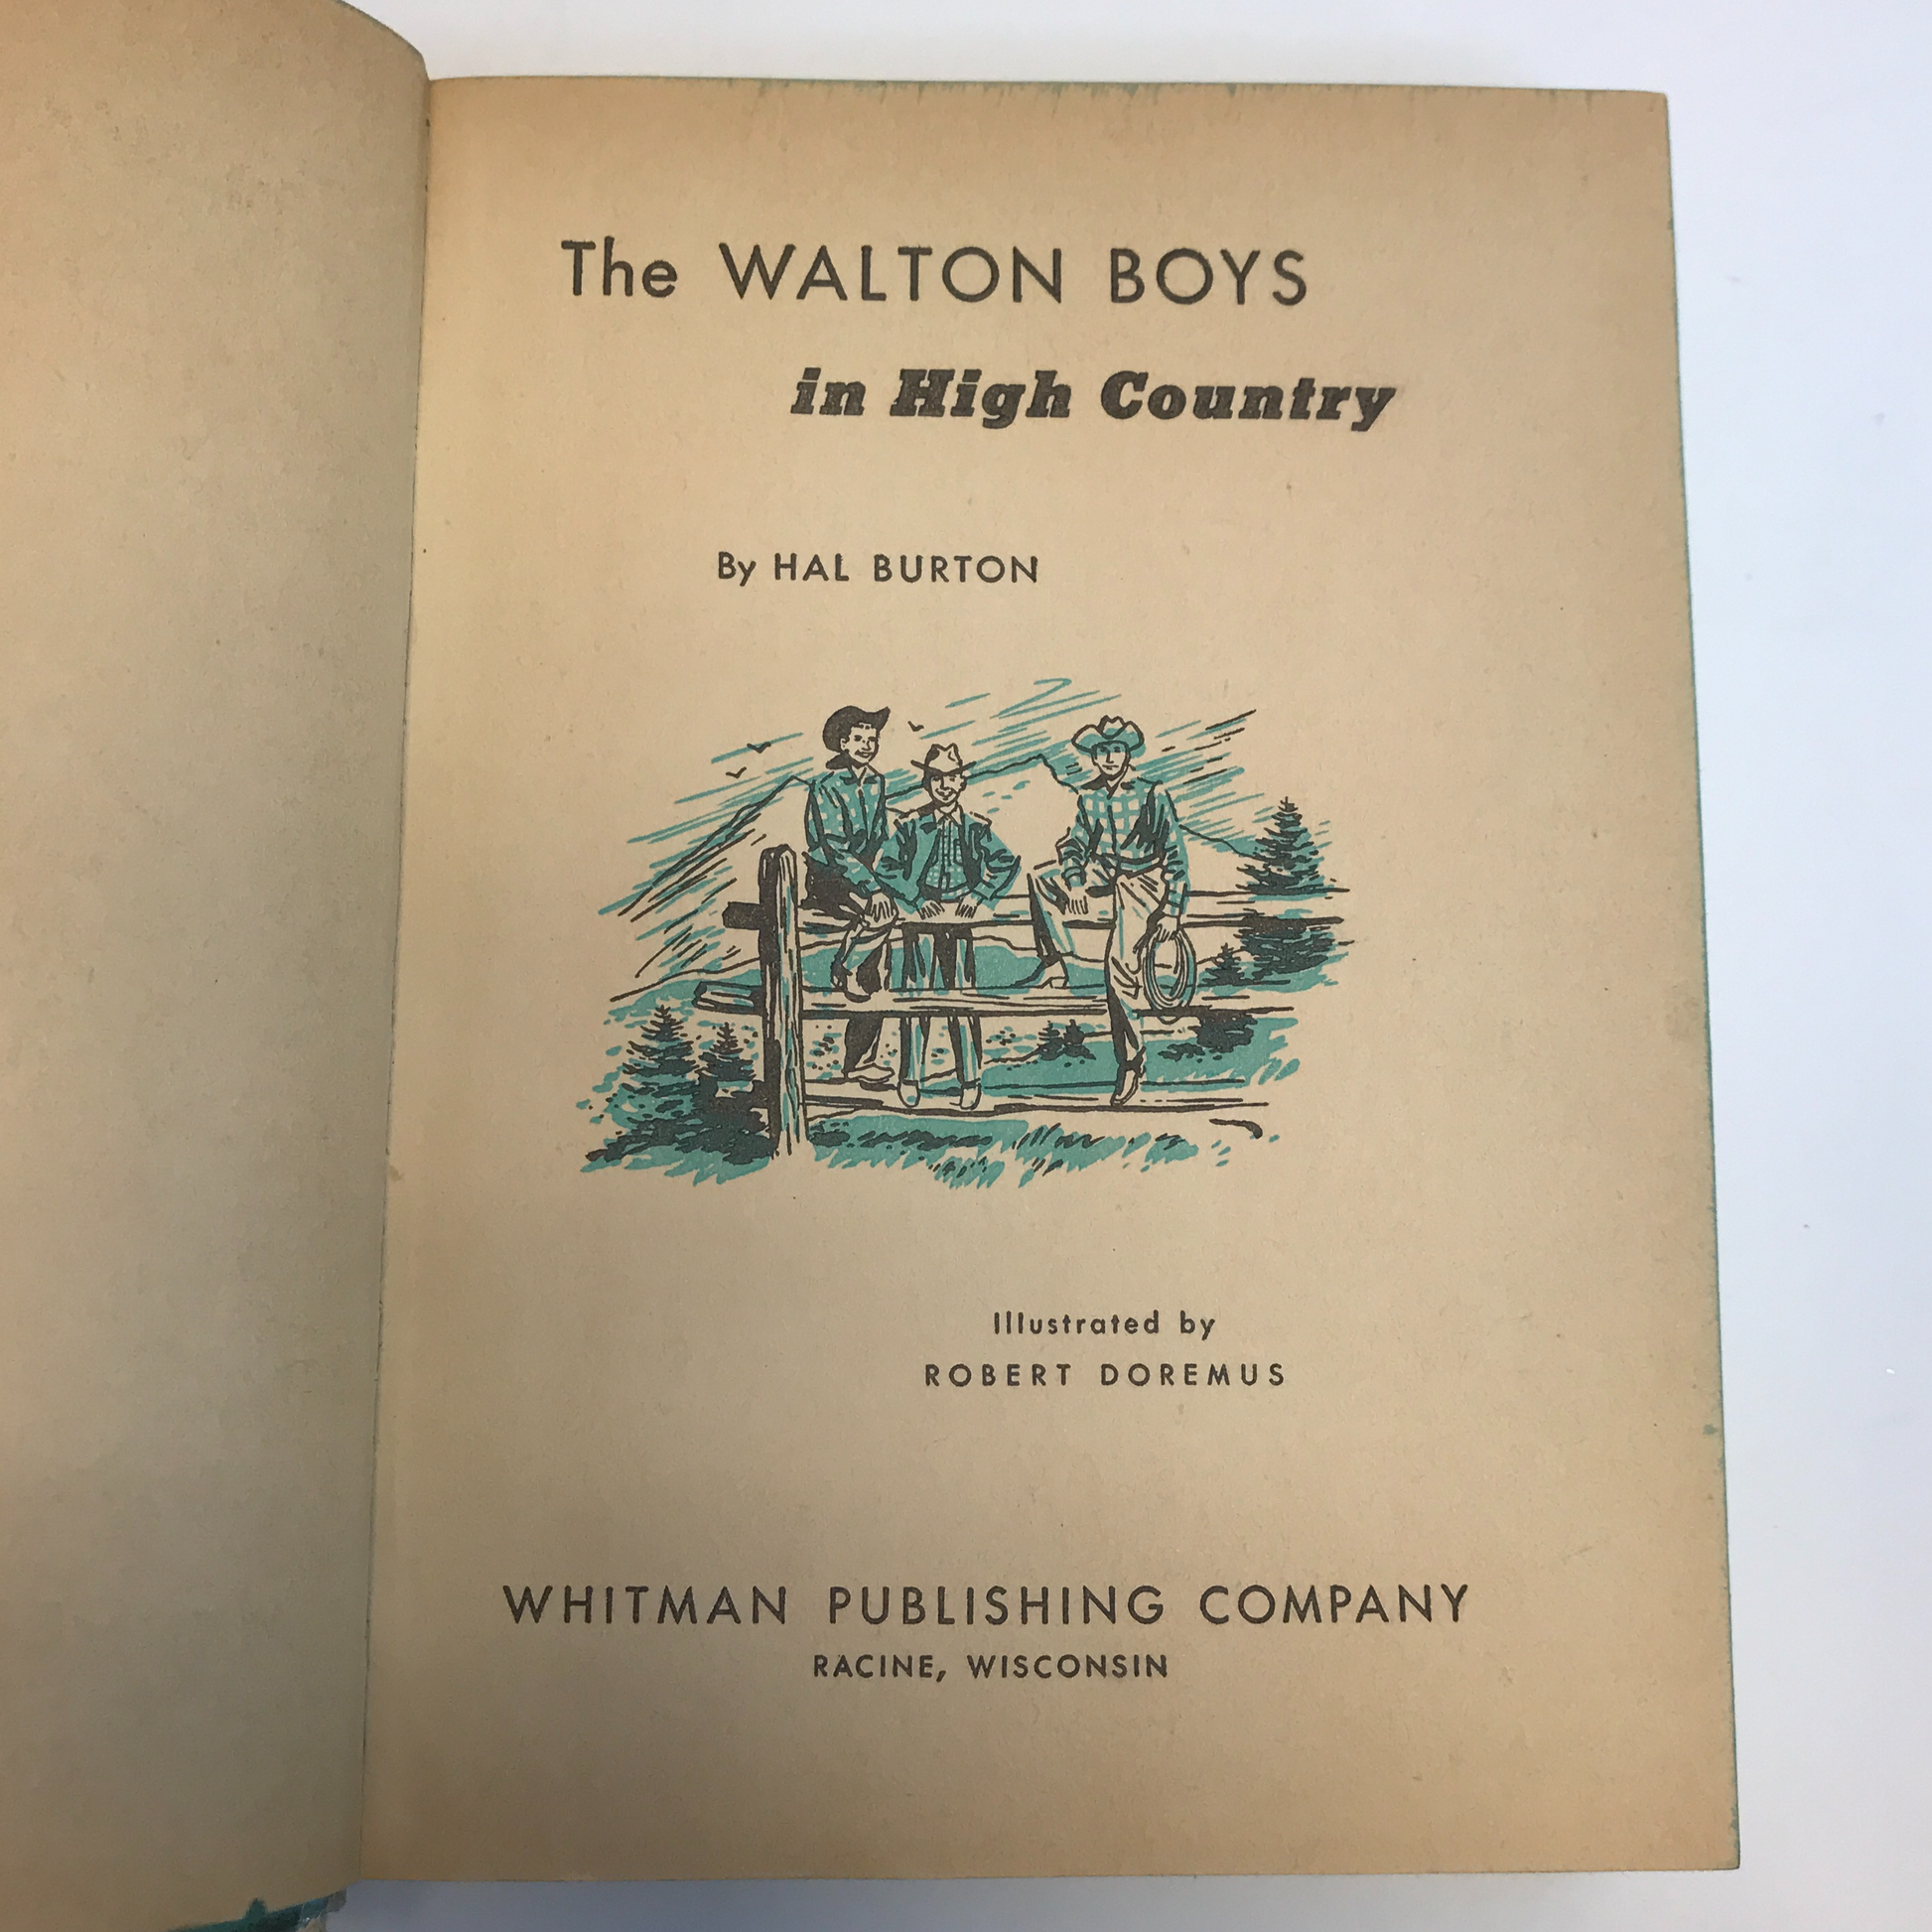 The WALTON BOYS
in High Country
By HAL BURTON
Illustrated by
ROBERT DOREMUS
WHITMAN PUBLISHING COMPANY
RACINE, WISCONSIN